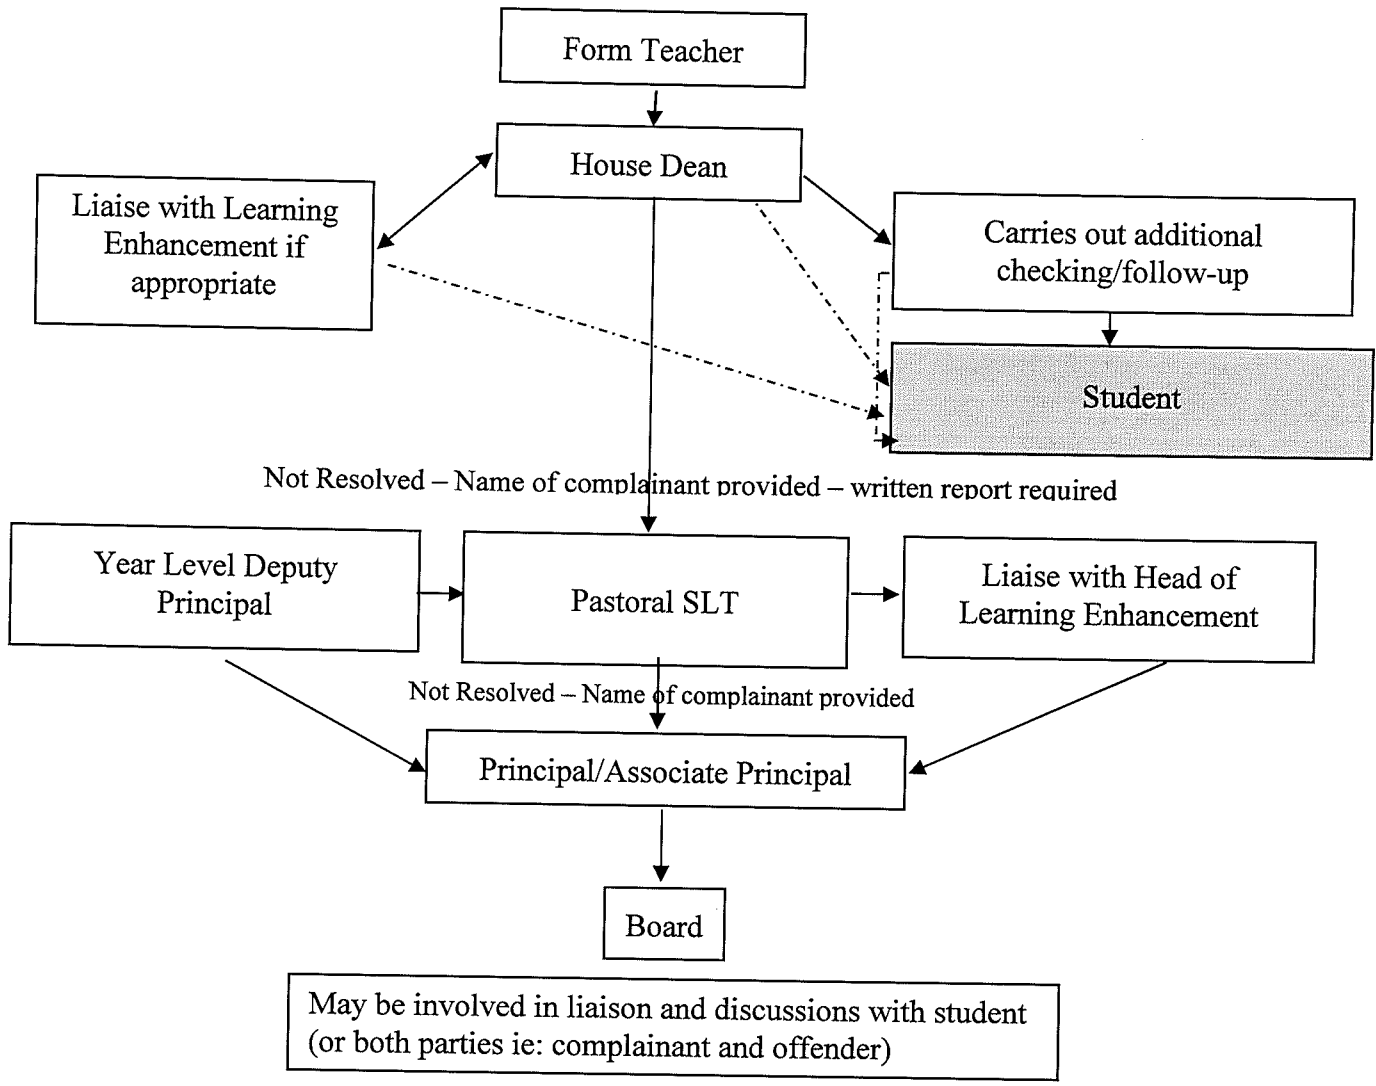 Form Teacher
House Dean
Liaise with Learning
Enhancement if
appropriate
Carries out additional
checking/follow-up
Student
Not Resolved – Name of complainant provided – written report required
Year Level Deputy
Principal
Pastoral SLT
Liaise with Head of
Learning Enhancement
Not Resolved – Name of complainant provided
Principal/Associate Principal
Board
May be involved in liaison and discussions with student
(or both parties ie: complainant and offender)